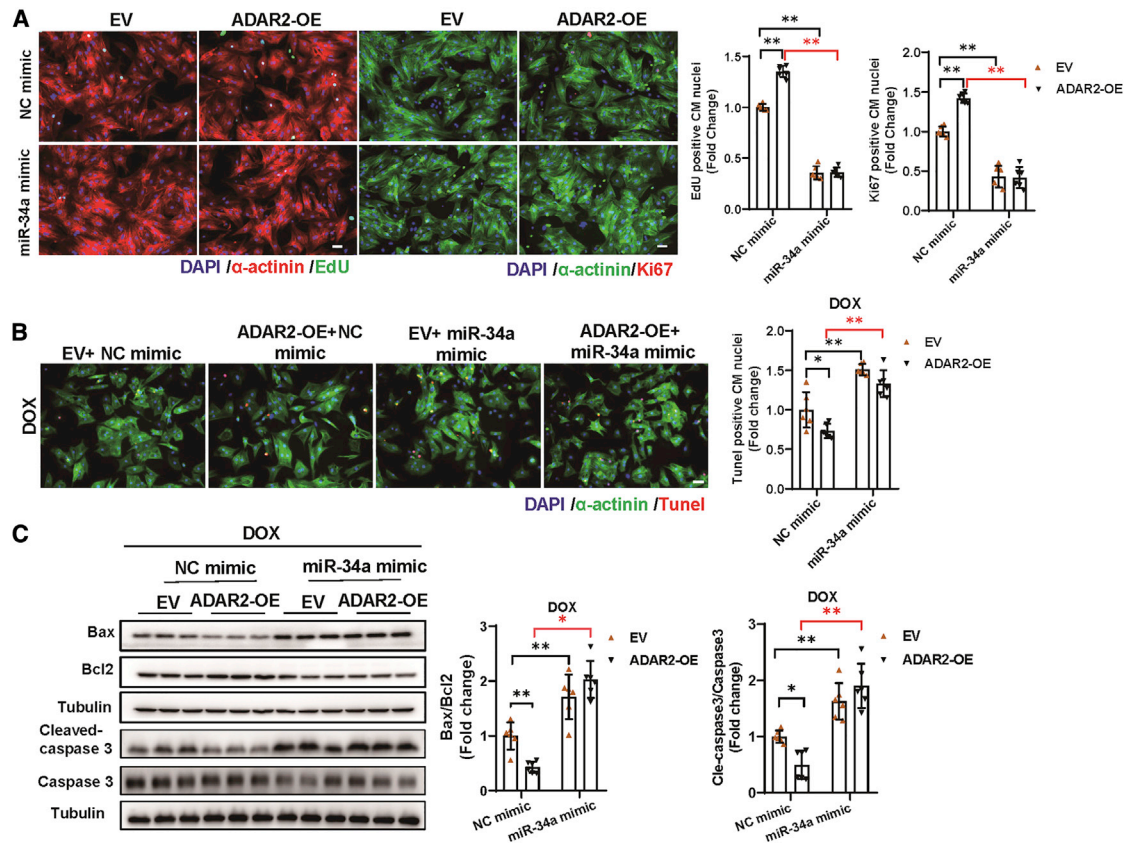 A
EV
ADAR2-OE
EV
ADAR2-OE
NC mimic
miR-34a mimic
DAPI /α-actinin /EdU
DAPI /α-actinin/Ki67
EdU positive CM nuclei
(Fold Change)
1.5
1.0
0.5
0.0
**
**
**
NC mimic
miR-34a mimic
Ki67 positive CM nuclei
(Fold Change)
2.0
1.5
1.0
0.5
0.0
**
**
**
NC mimic
miR-34a mimic
EV
ADAR2-OE
B
EV+ NC mimic
ADAR2-OE+NC
mimic
EV+ miR-34a
mimic
ADAR2-OE+
miR-34a mimic
DOX
DAPI /α-actinin /Tunel
DOX
Tunel positive CM nuclei
(Fold Change)
2.0
1.5
1.0
1.5
0.0
**
**
*
NC mimic
miR-34a mimic
EV
ADAR2-OE
C
DOX
NC mimic
miR-34a mimic
EV
ADAR2-OE
EV
ADAR2-OE
Bax
Bcl2
Tubulin
Cleaved-
caspase 3
Caspase 3
Tubulin
DOX
Bax/Bcl2
(Fold change)
3
2
1
0
*
**
**
NC mimic
miR-34a mimic
EV
ADAR2-OE
DOX
Cle-caspase3/Caspase3
(Fold change)
3
2
1
0
**
**
*
NC mimic
miR-34a mimic
EV
ADAR2-OE